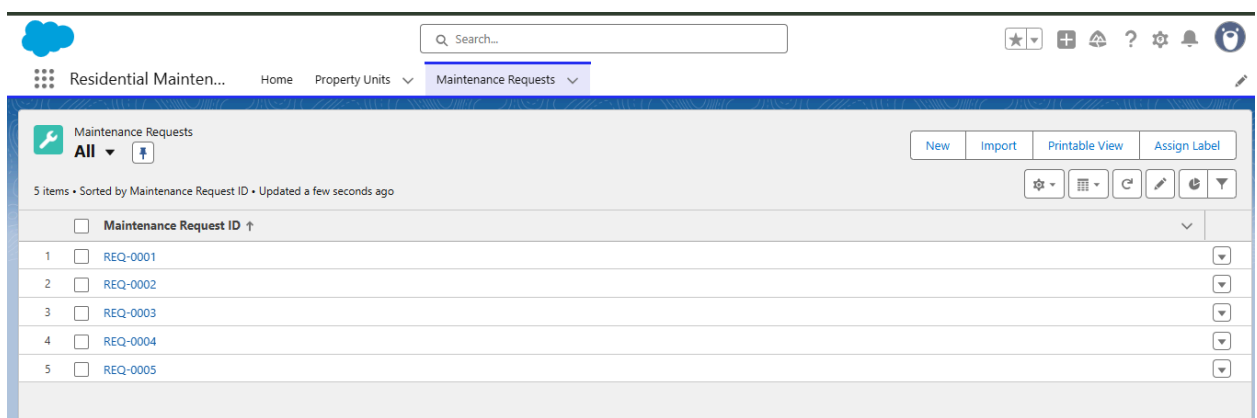 Search...
Residential Mainten...
Home
Property Units
Maintenance Requests
Maintenance Requests
All
New
Import
Printable View
Assign Label
5 items • Sorted by Maintenance Request ID • Updated a few seconds ago
Maintenance Request ID ↑
1 REQ-0001
2 REQ-0002
3 REQ-0003
4 REQ-0004
5 REQ-0005